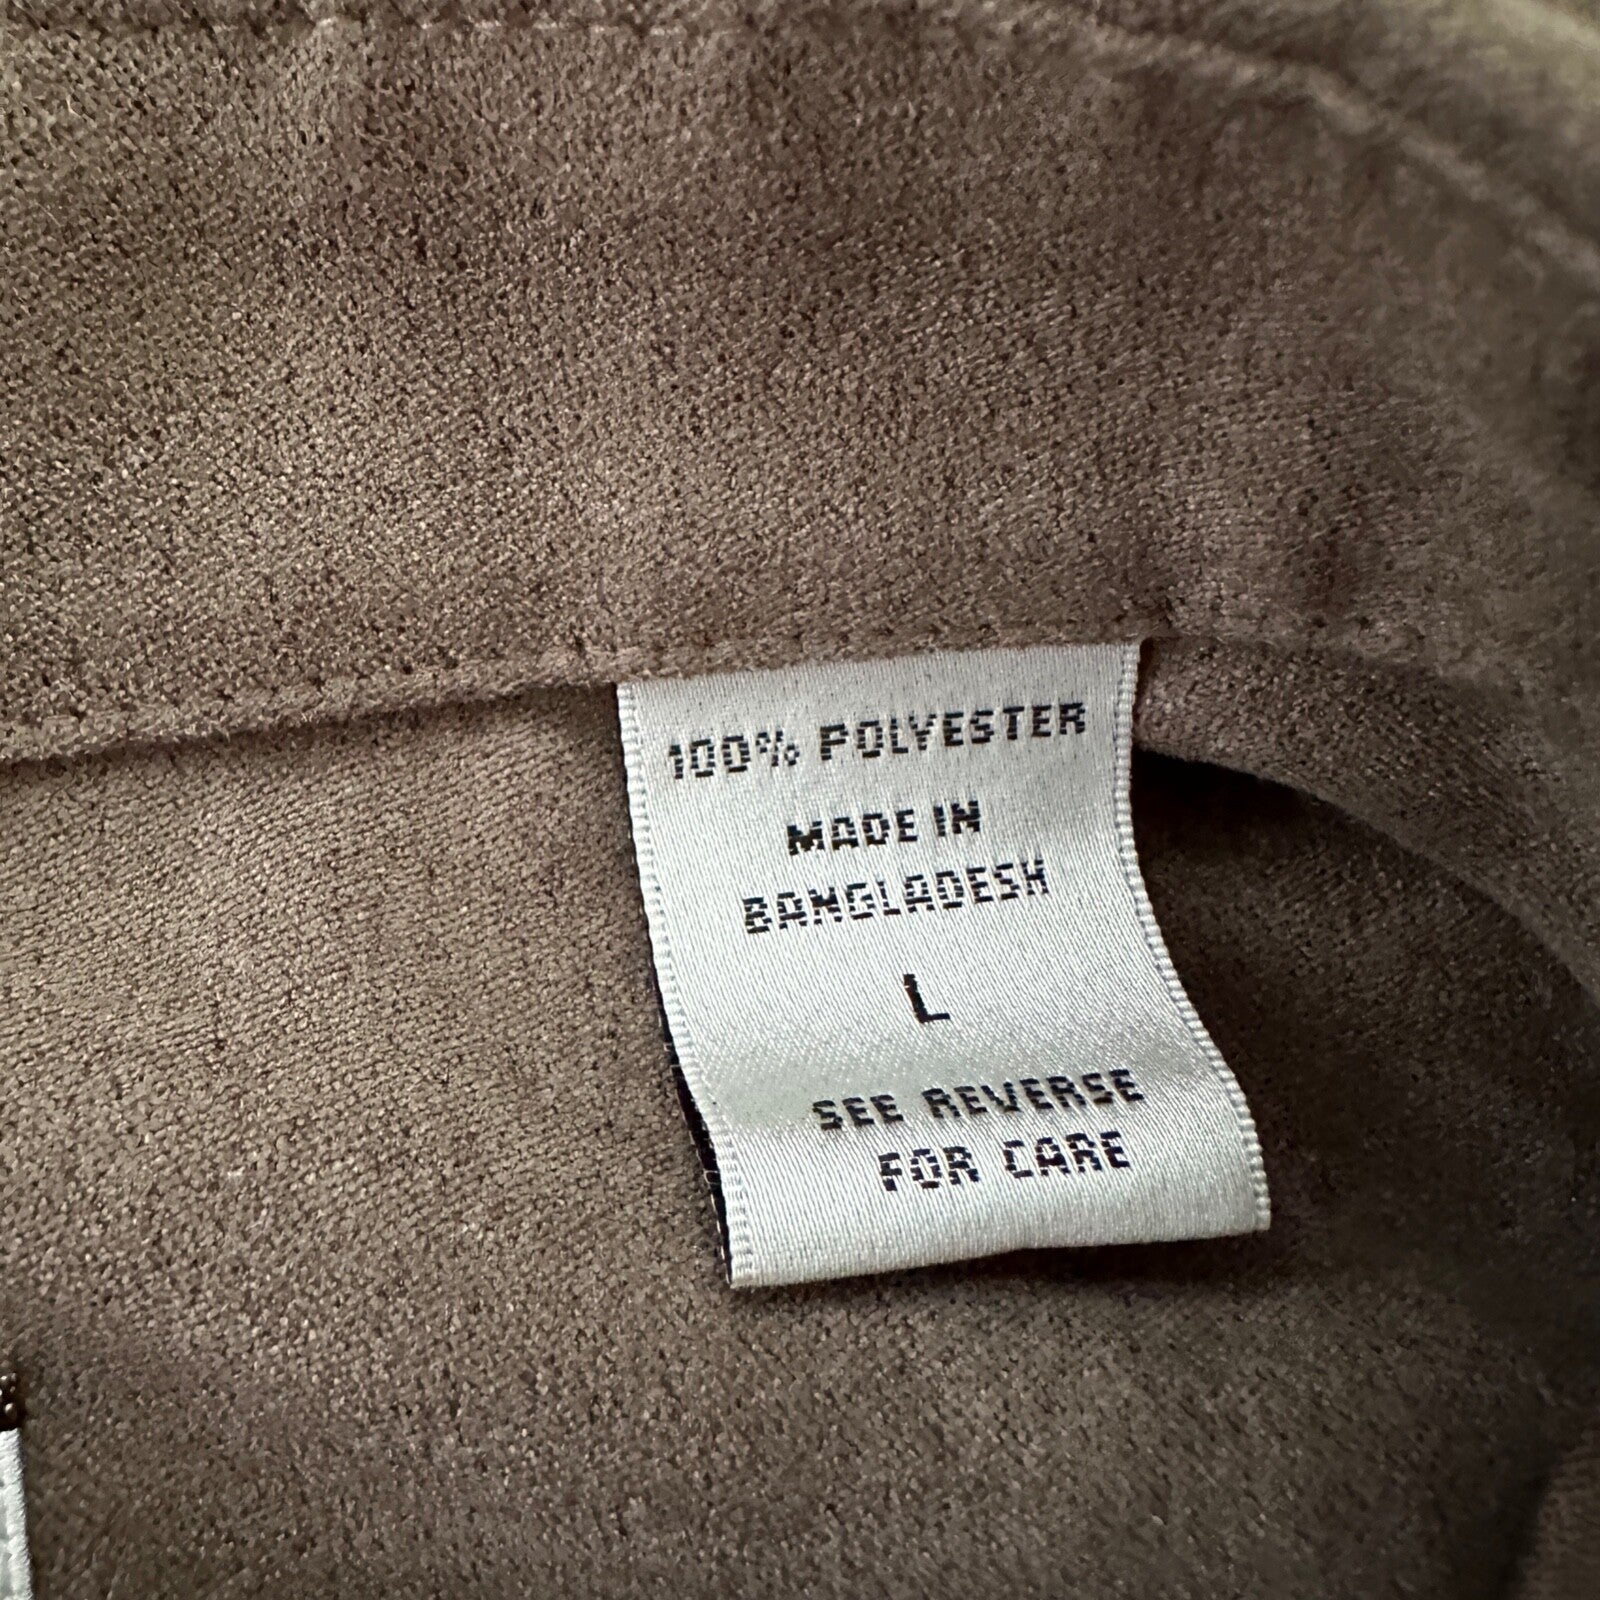 100% POLYESTER
MADE IN
BANGLADESH
L
SEE REVERSE
FOR CARE